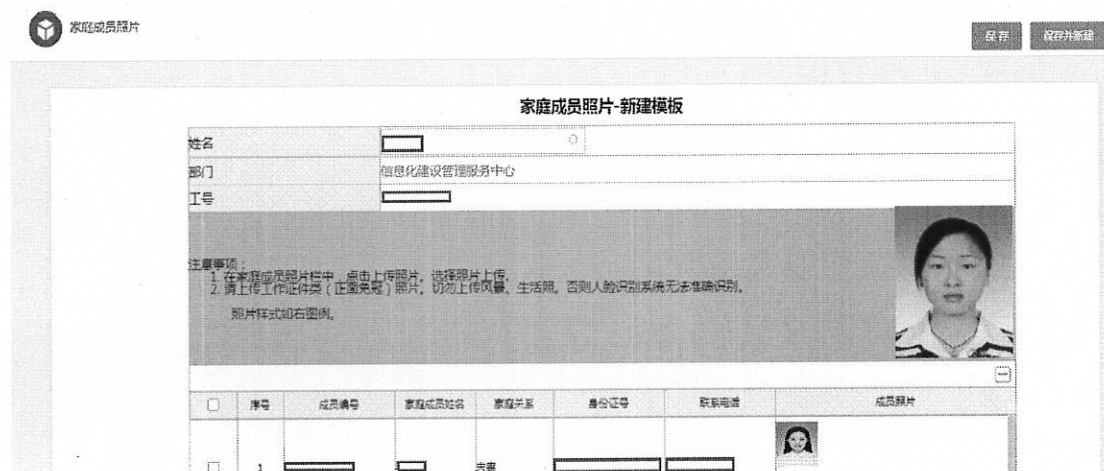 家庭成员照片
保存 保存并新建
家庭成员照片-新建模板
姓名
部门 信息化建设管理服务中心
工号
注意事项：
1. 在家庭成员照片栏中，点击上传照片，选择照片上传。
2. 请上传工作证件类（正面免冠）照片，切勿上传风景、生活照。否则人脸识别系统无法准确识别。
照片样式如右图例。
序号 成员编号 家庭成员姓名 家庭关系 身份证号 联系电话 成员照片
1 夫妻